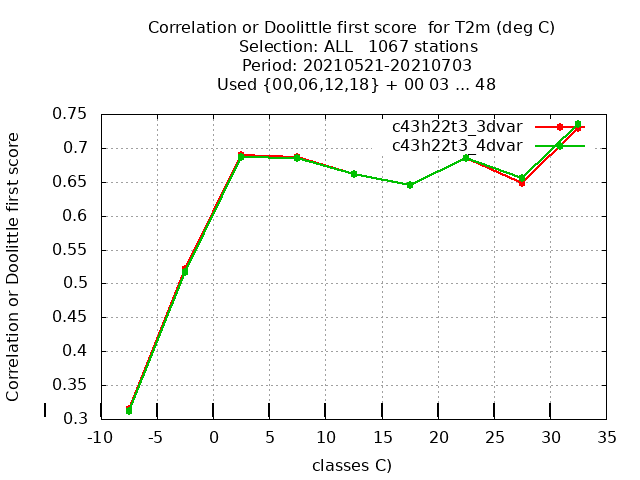 Correlation or Doolittle first score  for T2m (deg C)
Selection: ALL   1067 stations
Period: 20210521-20210703
Used {00,06,12,18} + 00 03 ... 48
c43h22t3_3dvar
c43h22t3_4dvar
Correlation or Doolittle first score
0.75
0.7
0.65
0.6
0.55
0.5
0.45
0.4
0.35
0.3
-10 -5 0 5 10 15 20 25 30 35
classes C)